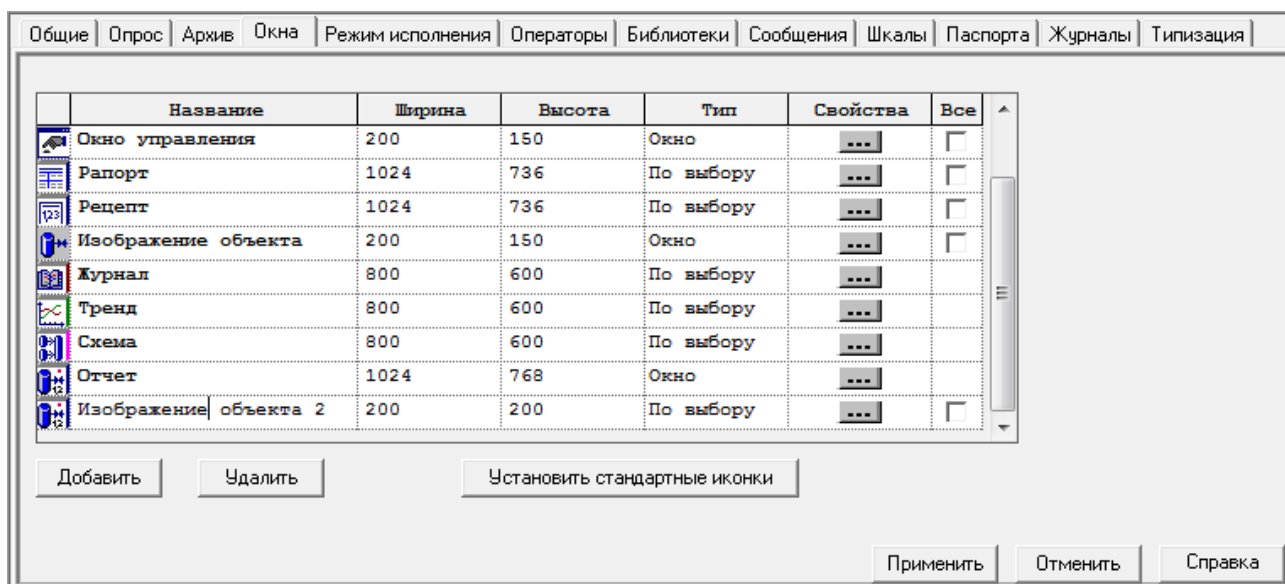 Общие Опрос Архив Окна Режим исполнения Операторы Библиотеки Сообщения Шкалы Паспорта Журналы Типизация
Название Ширина Высота Тип Свойства Все
Окно управления 200 150 Окно ...
Рапорт 1024 736 По выбору ...
Рецепт 1024 736 По выбору ...
Изображение объекта 200 150 Окно ...
Журнал 800 600 По выбору ...
Тренд 800 600 По выбору ...
Схема 800 600 По выбору ...
Отчет 1024 768 Окно ...
Изображение объекта 2 200 200 По выбору ...
Добавить Удалить Установить стандартные иконки
Применить Отменить Справка